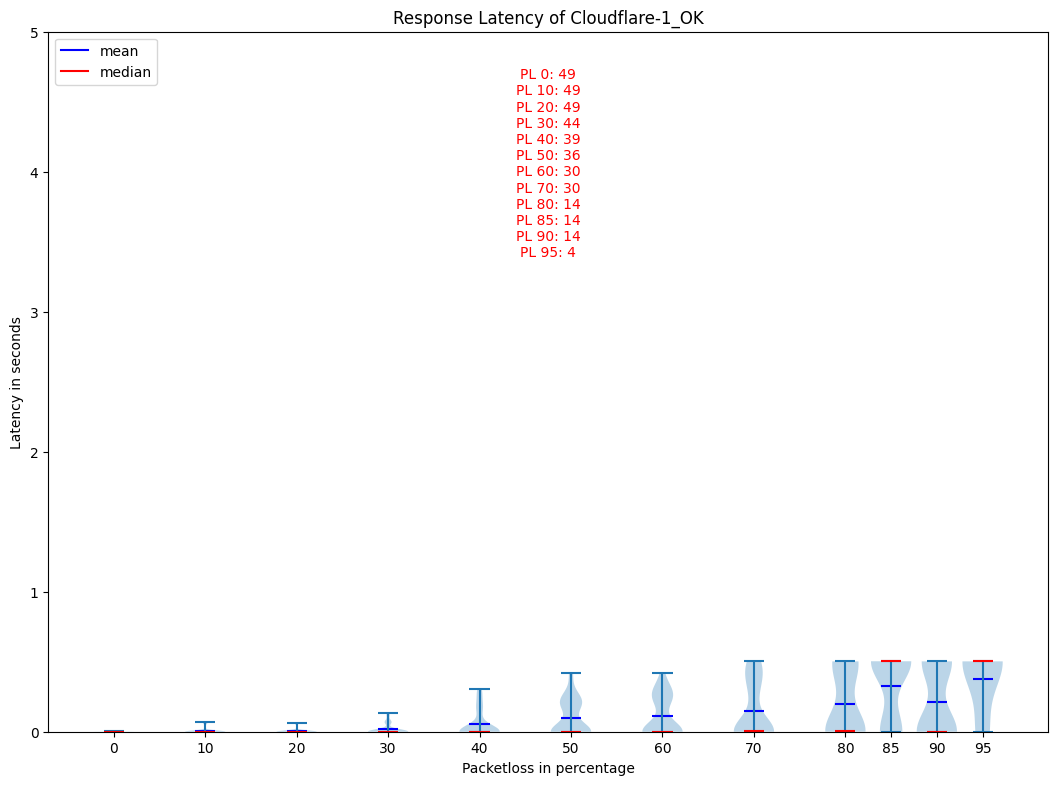 Response Latency of Cloudflare-1_OK
mean
median
PL 0: 49
PL 10: 49
PL 20: 49
PL 30: 44
PL 40: 39
PL 50: 36
PL 60: 30
PL 70: 30
PL 80: 14
PL 85: 14
PL 90: 14
PL 95: 4
Latency in seconds
5
4
3
2
1
0
0 10 20 30 40 50 60 70 80 85 90 95
Packetloss in percentage